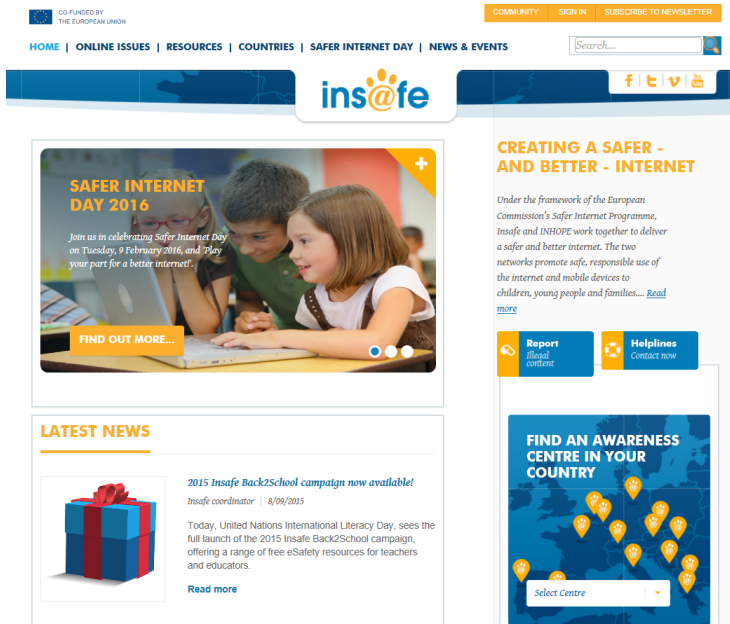 CO-FUNDED BY
THE EUROPEAN UNION
COMMUNITY
SIGN IN
SUBSCRIBE TO NEWSLETTER
HOME | ONLINE ISSUES | RESOURCES | COUNTRIES | SAFER INTERNET DAY | NEWS & EVENTS
Search...
ins@fe
SAFER INTERNET
DAY 2016
Join us in celebrating Safer Internet Day
on Tuesday, 9 February 2016, and 'Play
your part for a better internet!'.
FIND OUT MORE...
CREATING A SAFER -
AND BETTER - INTERNET
Under the framework of the European
Commission's Safer Internet Programme,
Insafe and INHOPE work together to deliver
a safer and better internet. The two
networks promote safe, responsible use of
the internet and mobile devices to
children, young people and families.... Read
more
Report
Illegal
content
Helplines
Contact now
LATEST NEWS
2015 Insafe Back2School campaign now available!
Insafe coordinator | 8/09/2015
Today, United Nations International Literacy Day, sees the
full launch of the 2015 Insafe Back2School campaign,
offering a range of free eSafety resources for teachers
and educators.
Read more
FIND AN AWARENESS
CENTRE IN YOUR
COUNTRY
Select Centre